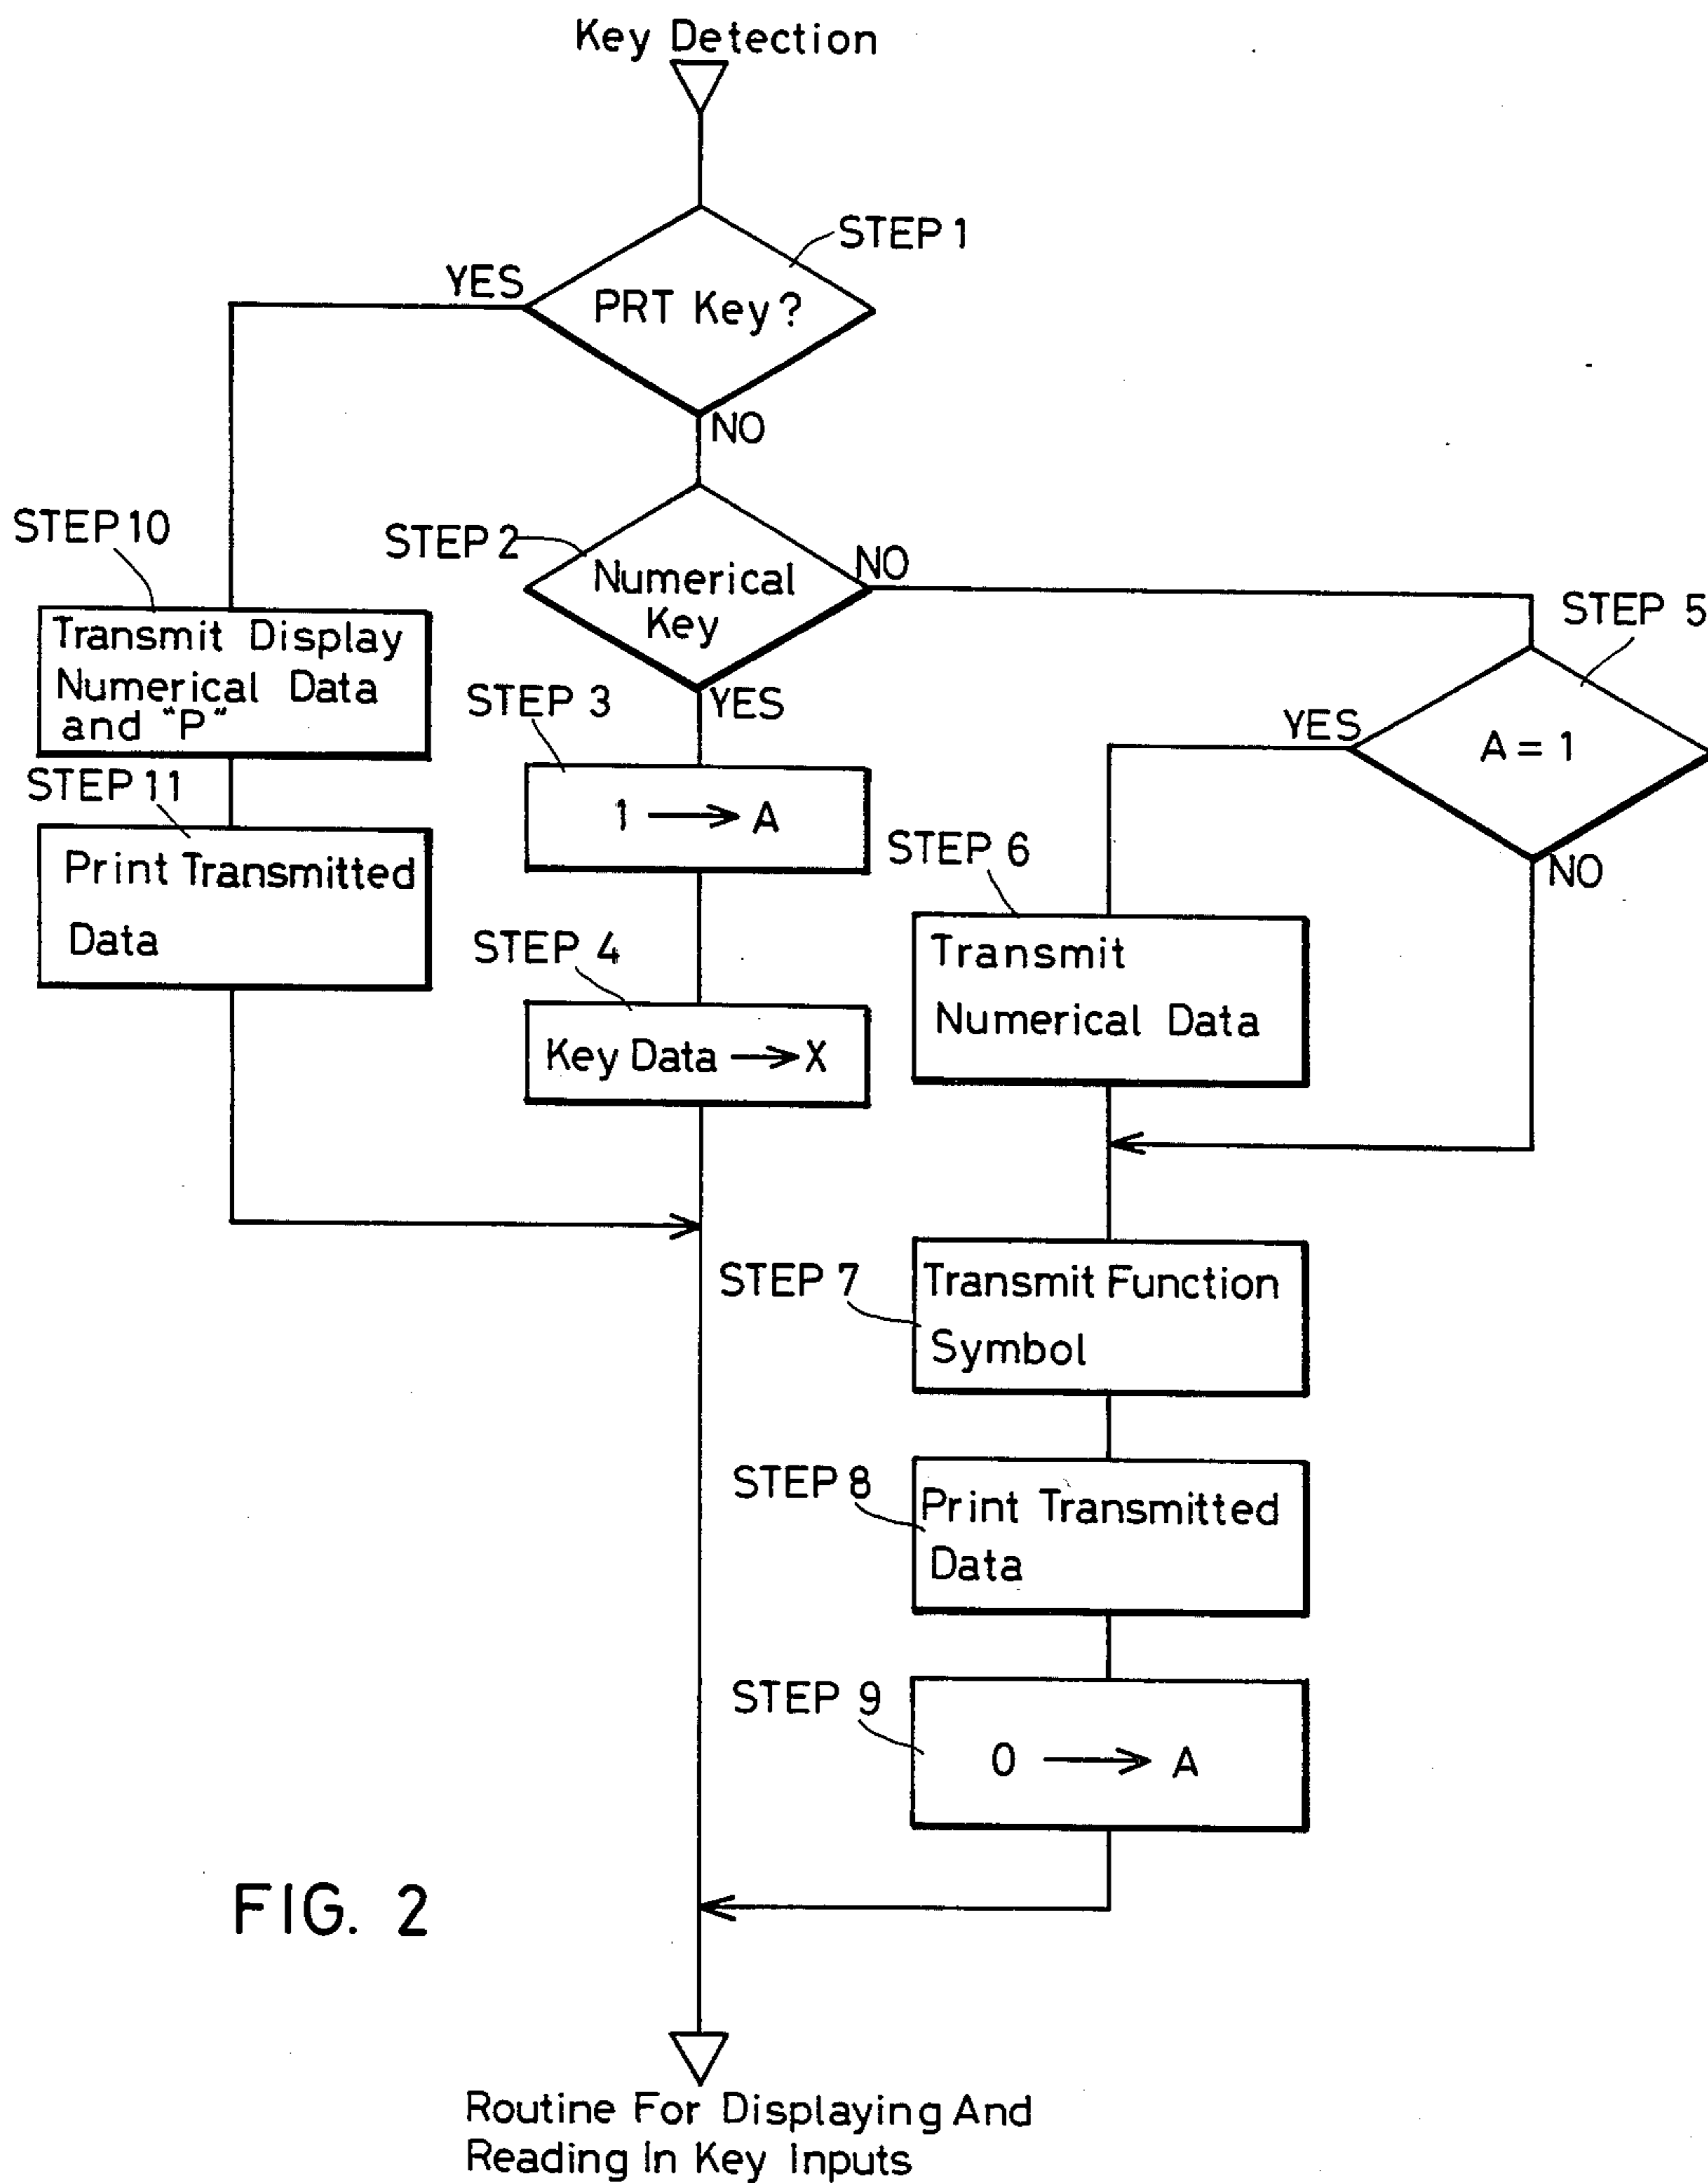 Key Detection
STEP 1
YES
PRT Key?
NO
STEP 10
STEP 2
Numerical
Key
NO
STEP 5
Transmit Display
Numerical Data
and "P"
STEP 3
YES
YES
A = 1
STEP 11
1 → A
STEP 6
NO
Print Transmitted
Data
STEP 4
Transmit
Numerical Data
Key Data → X
STEP 7
Transmit Function
Symbol
STEP 8
Print Transmitted
Data
STEP 9
0 → A
FIG. 2
Routine For Displaying And
Reading In Key Inputs